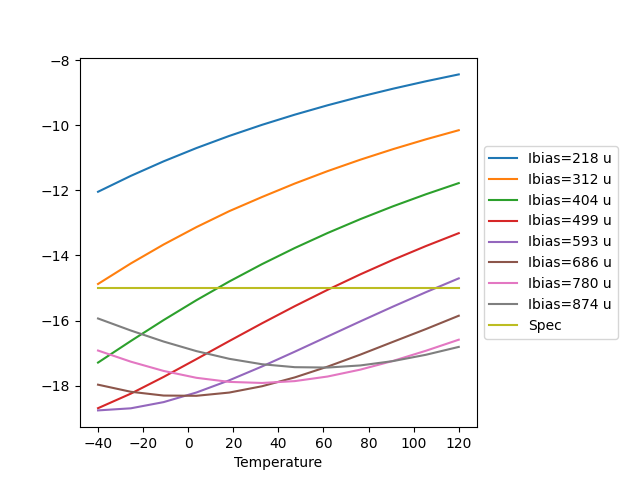 −8
−10
−12
−14
−16
−18
−40 −20 0 20 40 60 80 100 120
Temperature
Ibias=218 u
Ibias=312 u
Ibias=404 u
Ibias=499 u
Ibias=593 u
Ibias=686 u
Ibias=780 u
Ibias=874 u
Spec